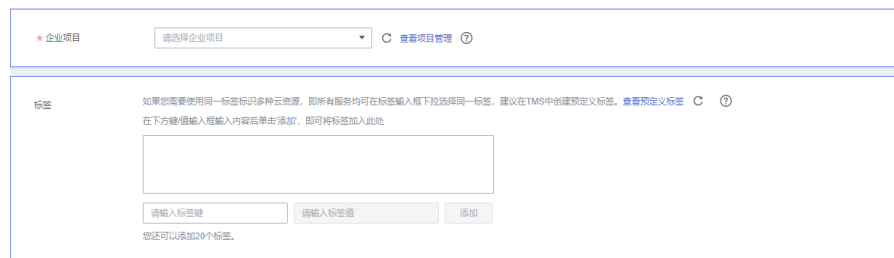 * 企业项目 请选择企业项目 查看项目管理 ?
标签 如果您需要使用同一标签标识多种云资源，即所有服务均可在标签输入框下拉选择同一标签，建议在TMS中创建预定义标签。查看预定义标签 ?
在下方键/值输入框输入内容后单击'添加'，即可将标签加入此处
请输入标签键 请输入标签值 添加
您还可以添加20个标签。